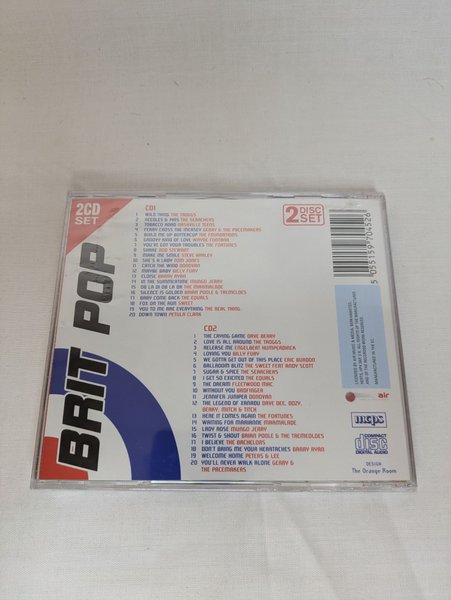 2CD
SET
BRIT POP
CD1
1 WILD THING THE TROGGS
2 NEEDLES & PINS THE SEARCHERS
3 TOBACCO ROAD NASHVILLE TEENS
4 FERRY CROSS THE MERSEY GERRY & THE PACEMAKERS
5 BUILD ME UP BUTTERCUP THE FOUNDATIONS
6 GROOVY KIND OF LOVE WAYNE FONTANA
7 YOU'VE GOT YOUR TROUBLES THE FORTUNES
8 SHAKE ROD STEWART
9 MAKE ME SMILE STEVE HARLEY
10 SHE'S A LADY TOM JONES
11 CATCH THE WIND DONOVAN
12 MAYBE BABY BILLY FURY
13 ELOISE BARRY RYAN
14 IN THE SUMMERTIME MUNGO JERRY
15 OB LA DI OB LA DA THE MARMALADE
16 SILENCE IS GOLDEN BRIAN POOLE & TREMELOES
17 BABY COME BACK THE EQUALS
18 FOX ON THE RUN SWEET
19 YOU TO ME ARE EVERYTHING THE REAL THING.
20 DOWN TOWN PETULA CLARK
CD2
1 THE CRYING GAME DAVE BERRY
2 LOVE IS ALL AROUND THE TROGGS
3 RELEASE ME ENGELBERT HUMPERDINCK
4 LOVING YOU BILLY FURY
5 WE GOTTA GET OUT OF THIS PLACE ERIC BURDON
6 BALLROOM BLITZ THE SWEET FEAT ANDY SCOTT
7 SUGAR & SPICE THE SEARCHERS
8 I GET SO EXCITED THE EQUALS
9 THE DREAM FLEETWOOD MAC
10 WITHOUT YOU BADFINGER
11 JENNIFER JUNIPER DONOVAN
12 THE LEGEND OF XANADU DAVE DEE, DOZY,
BEAKY, MITCH & TITCH
13 HERE IT COMES AGAIN THE FORTUNES
14 WAITING FOR MARIANNE MARMALADE
15 LADY ROSE MUNGO JERRY
16 TWIST & SHOUT BRIAN POOLE & THE TREMEOLOES
17 I BELIEVE THE BACHELORS
18 DON'T BRING ME YOUR HEARTACHES BARRY RYAN
19 WELCOME HOME PETERS & LEE
20 YOU'LL NEVER WALK ALONE GERRY &
THE PACEMAKERS
2 DISC
SET
5 055159 704526
air
mcps
COMPACT
disc
DIGITAL AUDIO
DESIGN
The Orange Room